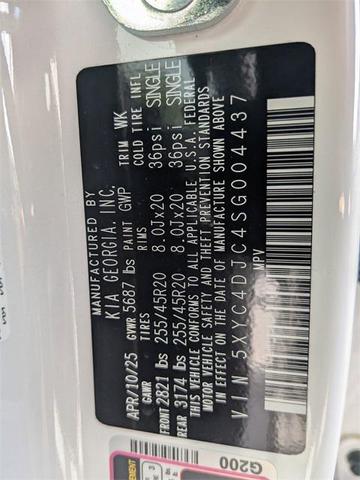 MANUFACTURED BY
KIA GEORGIA, INC.
APR/10/25 GVWR 5687 lbs PAINT GWP TRIM WK
GAWR TIRES RIMS COLD TIRE INFL
FRONT 2821 lbs 255/45R20 8.0Jx20 36psi SINGLE
REAR 3174 lbs 255/45R20 8.0Jx20 36psi SINGLE
THIS VEHICLE CONFORMS TO ALL APPLICABLE U.S.A. FEDERAL
MOTOR VEHICLE SAFETY STANDARDS
IN EFFECT ON THE DATE OF MANUFACTURE SHOWN ABOVE
VIN 5XYC4DJC4SG004437
MPV
G200